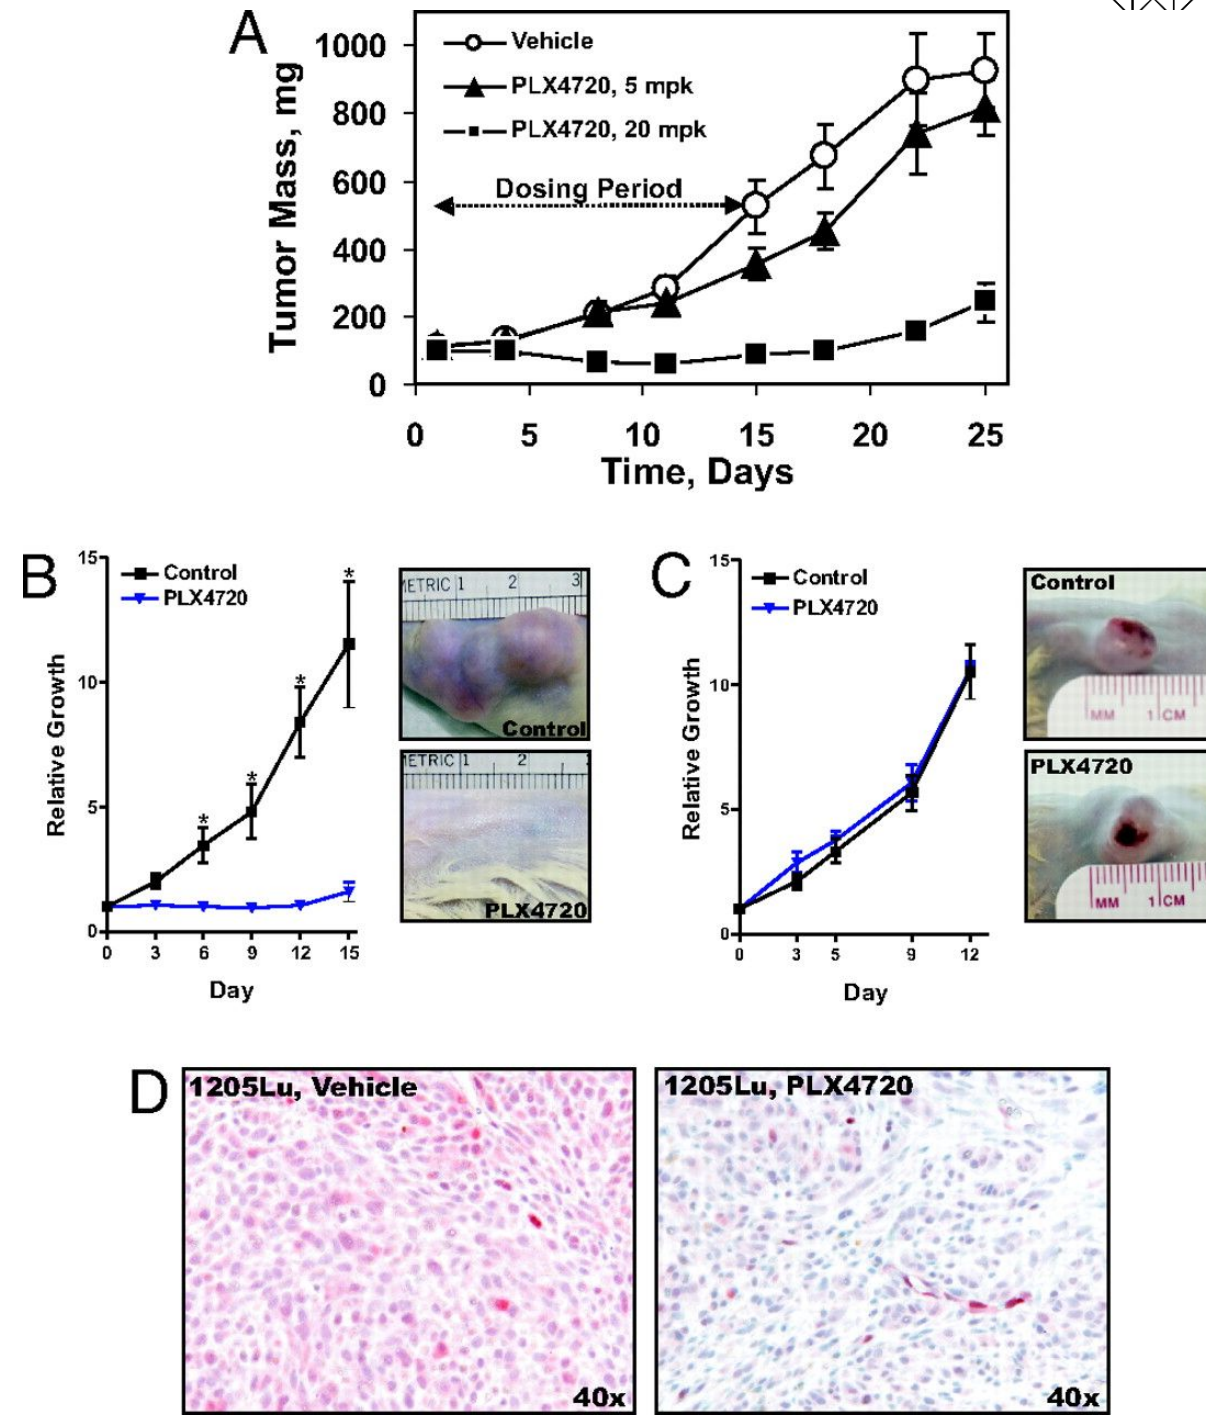 A
Tumor Mass, mg
1000
800
600
400
200
0
Vehicle
PLX4720, 5 mpk
PLX4720, 20 mpk
Dosing Period
0 5 10 15 20 25
Time, Days
B
Relative Growth
15
10
5
0
Control
PLX4720
*
*
*
*
0 3 6 9 12 15
Day
METRIC 1 2 3
Control
METRIC 1 2
PLX4720
C
Relative Growth
15
10
5
0
Control
PLX4720
0 3 5 9 12
Day
Control
MM 1 CM
PLX4720
MM 1 CM
D
1205Lu, Vehicle
40x
1205Lu, PLX4720
40x